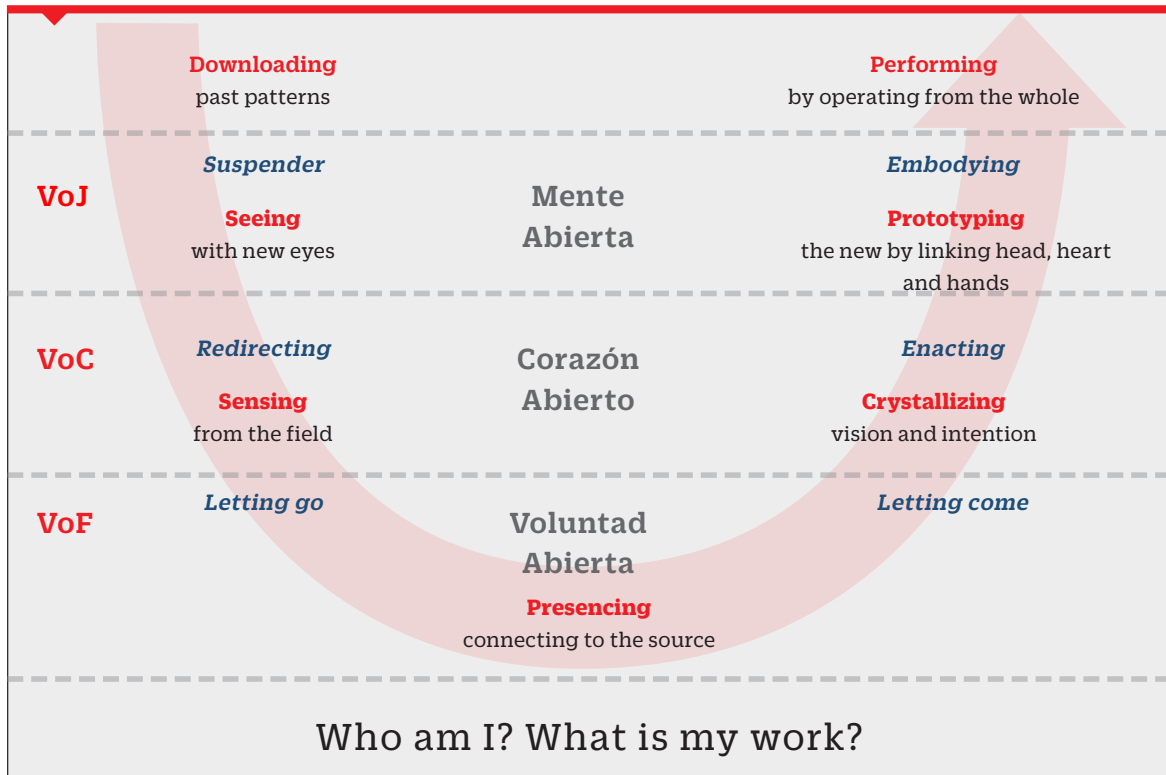 Downloading
past patterns
Performing
by operating from the whole
Suspender
Embodying
VoJ
Mente
Abierta
Seeing
with new eyes
Prototyping
the new by linking head, heart
and hands
Redirecting
Enacting
VoC
Corazón
Abierto
Sensing
from the field
Crystallizing
vision and intention
Letting go
Letting come
VoF
Voluntad
Abierta
Presencing
connecting to the source
Who am I? What is my work?